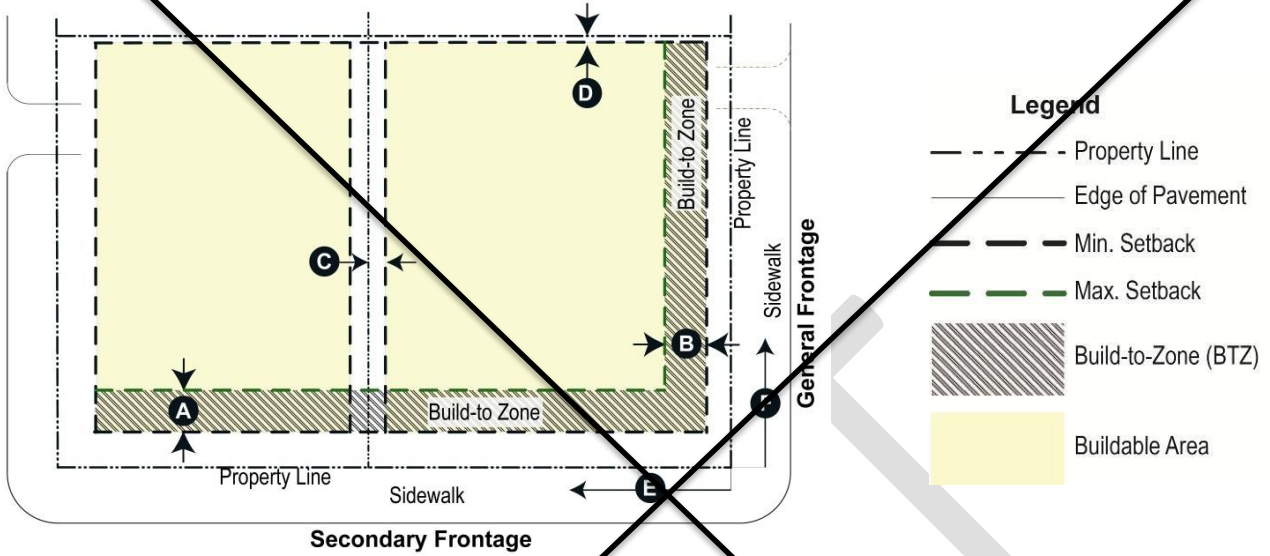 D
Build-to Zone
Property Line
C
Sidewalk
General Frontage
B
A
Build-to Zone
F
Property Line
Sidewalk
E
Secondary Frontage
Legend
Property Line
Edge of Pavement
Min. Setback
Max. Setback
Build-to-Zone (BTZ)
Buildable Area